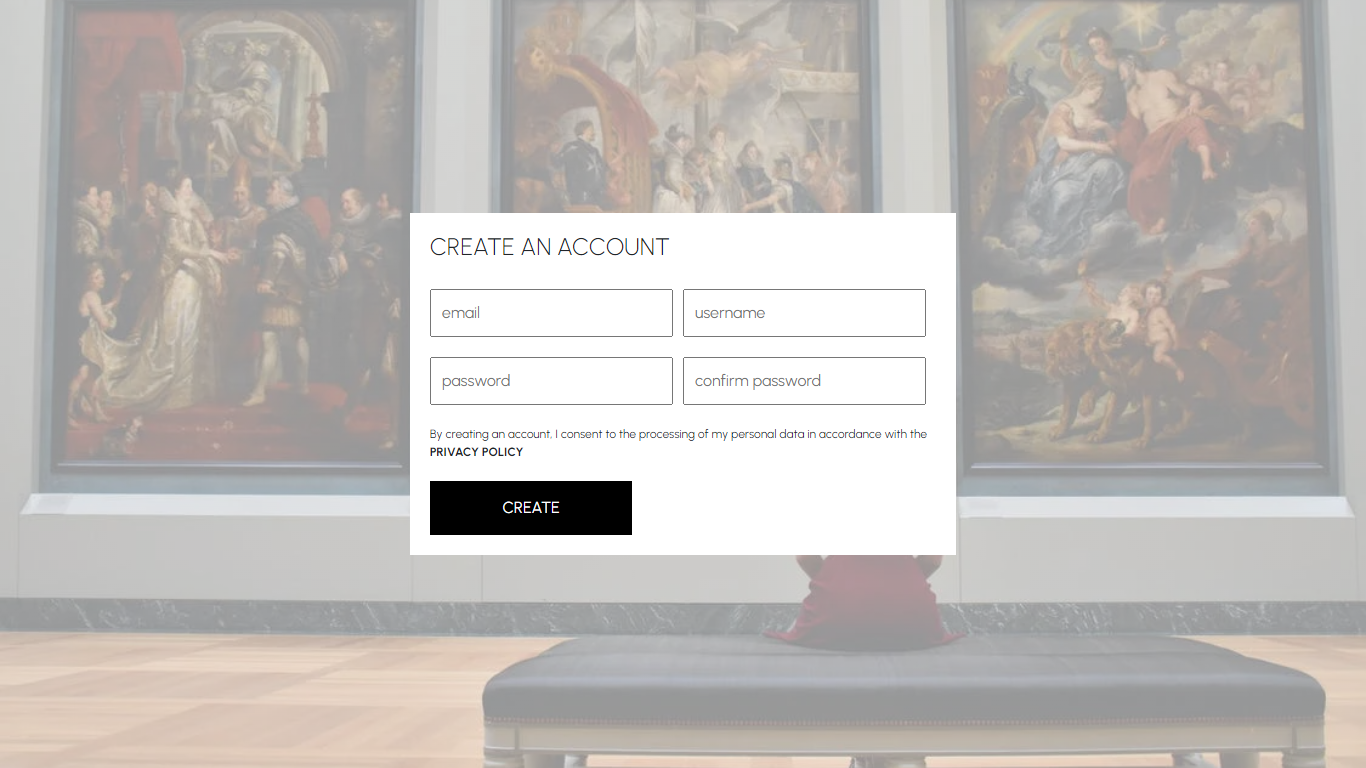 CREATE AN ACCOUNT
email
username
password
confirm password
By creating an account, I consent to the processing of my personal data in accordance with the
PRIVACY POLICY
CREATE